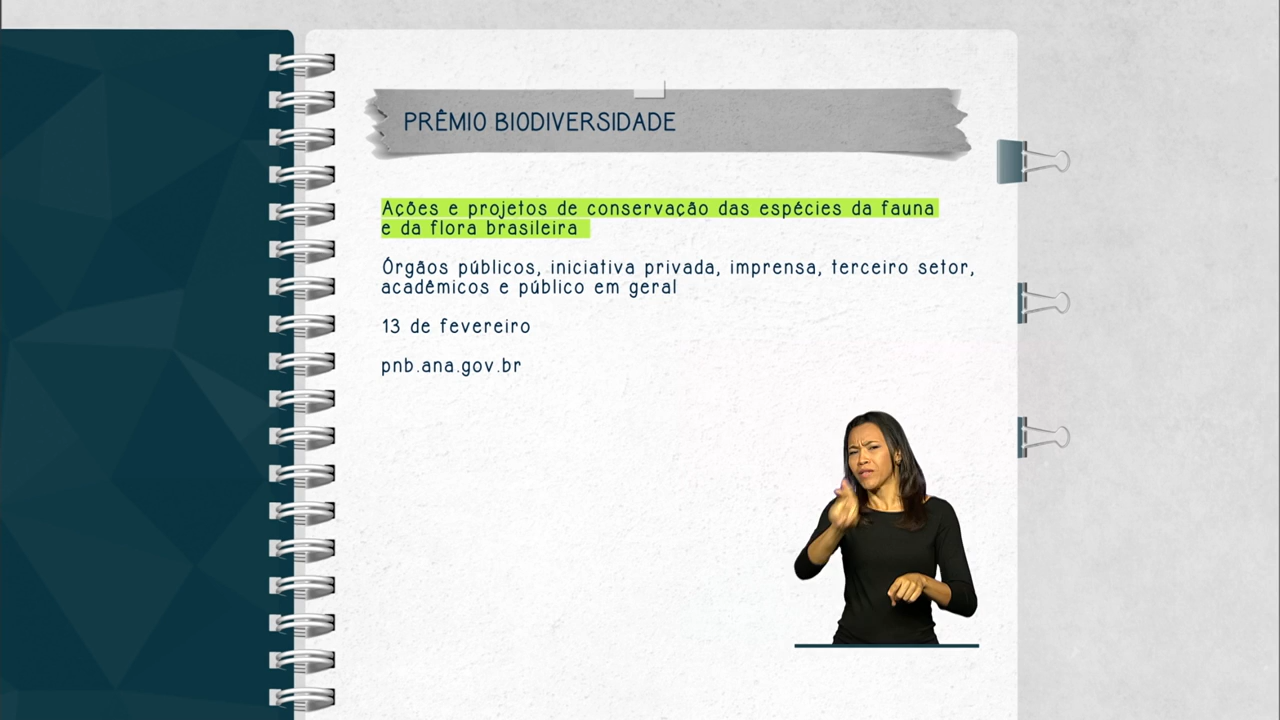 PRÊMIO BIODIVERSIDADE
Ações e projetos de conservação das espécies da fauna
e da flora brasileira
Órgãos públicos, iniciativa privada, imprensa, terceiro setor,
acadêmicos e público em geral
13 de fevereiro
pnb.ana.gov.br